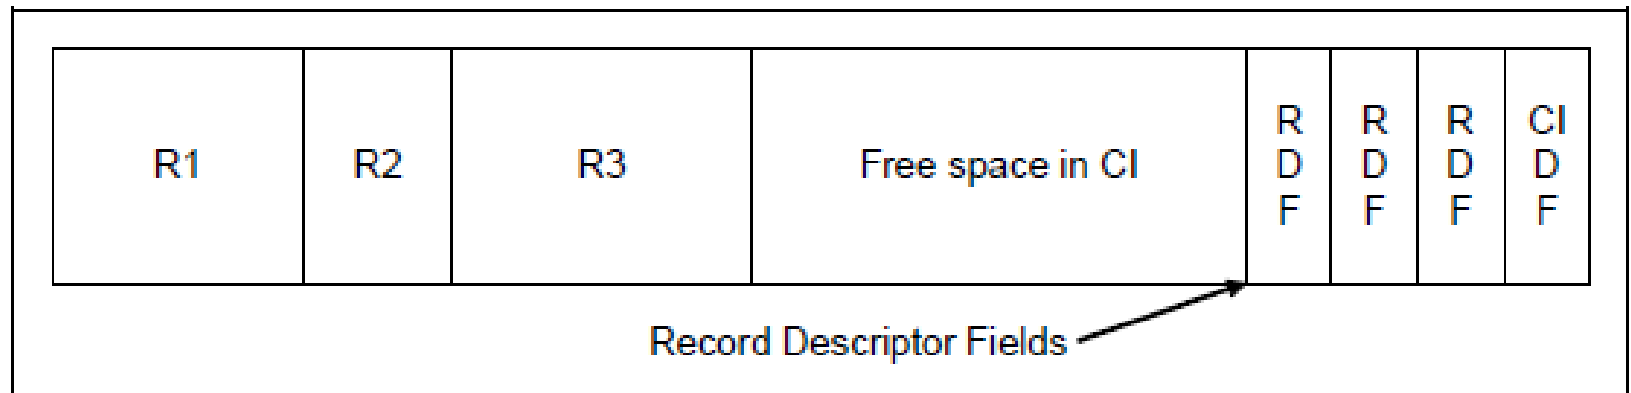 R1
R2
R3
Free space in CI
R
D
F
R
D
F
R
D
F
CI
D
F
Record Descriptor Fields